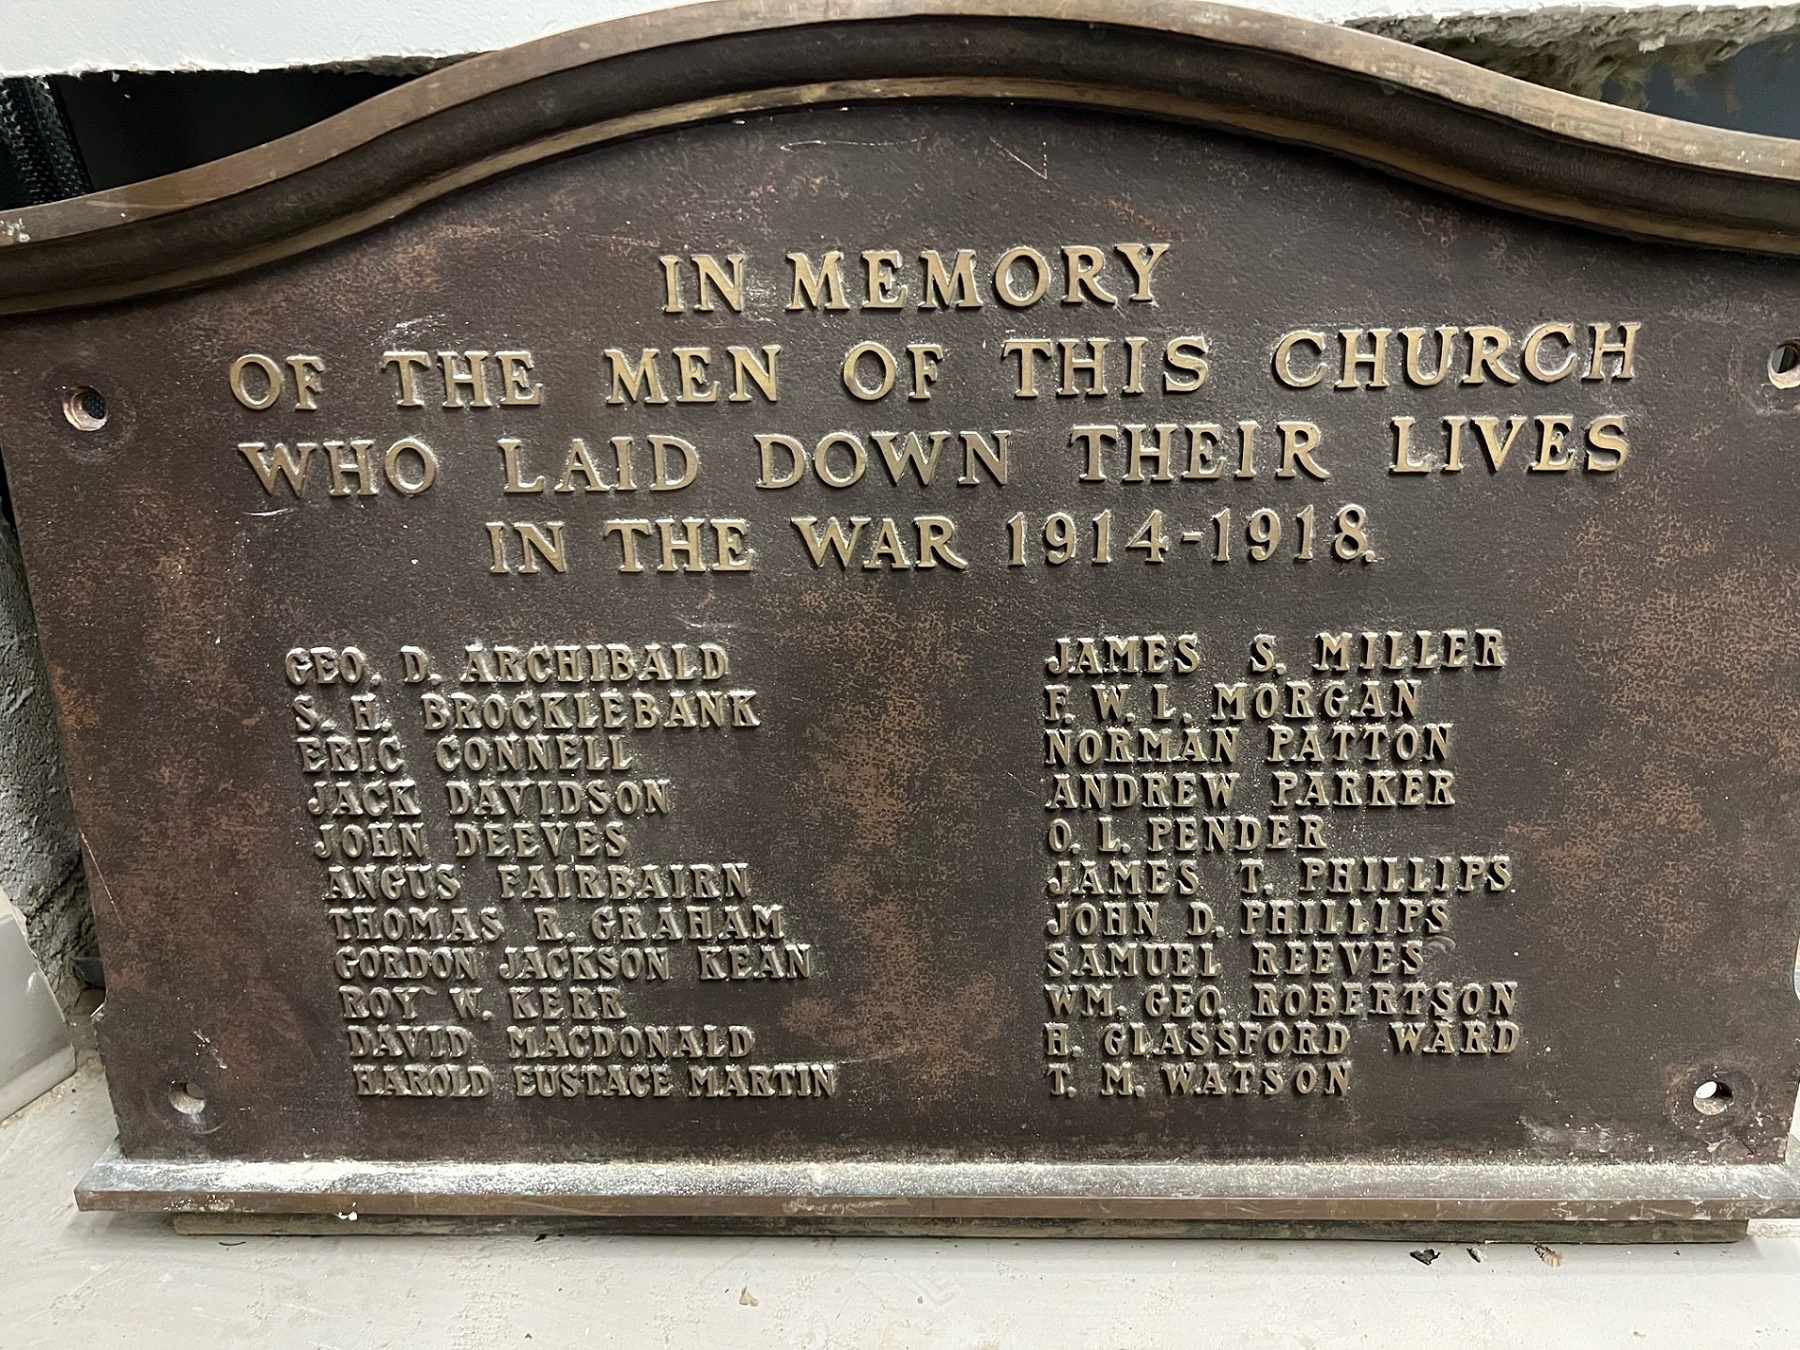 IN MEMORY
OF THE MEN OF THIS CHURCH
WHO LAID DOWN THEIR LIVES
IN THE WAR 1914-1918.
GEO. D. ARCHIBALD
S. H. BROCKLEBANK
ERIC CONNELL
JACK DAVIDSON
JOHN DEEVES
ANGUS FAIRBAIRN
THOMAS R. GRAHAM
GORDON JACKSON KEAN
ROY W. KERR
DAVID MACDONALD
HAROLD EUSTACE MARTIN
JAMES S. MILLER
F. W. L. MORGAN
NORMAN PATTON
ANDREW PARKER
O. L. PENDER
JAMES T. PHILLIPS
JOHN D. PHILLIPS
SAMUEL REEVES
WM. GEO. ROBERTSON
H. GLASSFORD WARD
T. M. WATSON